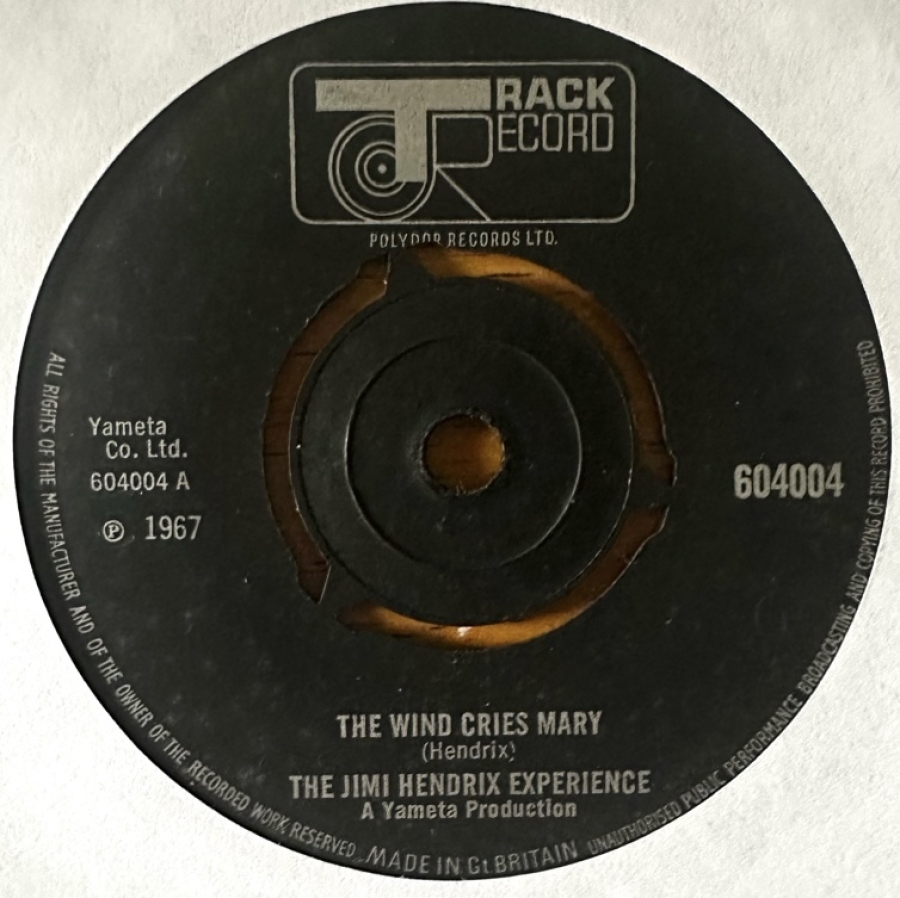 TRACK
RECORD
POLYDOR RECORDS LTD.
Yameta
Co. Ltd.
604004 A
℗ 1967
604004
THE WIND CRIES MARY
(Hendrix)
THE JIMI HENDRIX EXPERIENCE
A Yameta Production
ALL RIGHTS OF THE MANUFACTURER AND OF THE OWNER OF THE RECORDED WORK RESERVED MADE IN Gt. BRITAIN UNAUTHORISED PUBLIC PERFORMANCE BROADCASTING AND COPYING OF THIS RECORD PROHIBITED